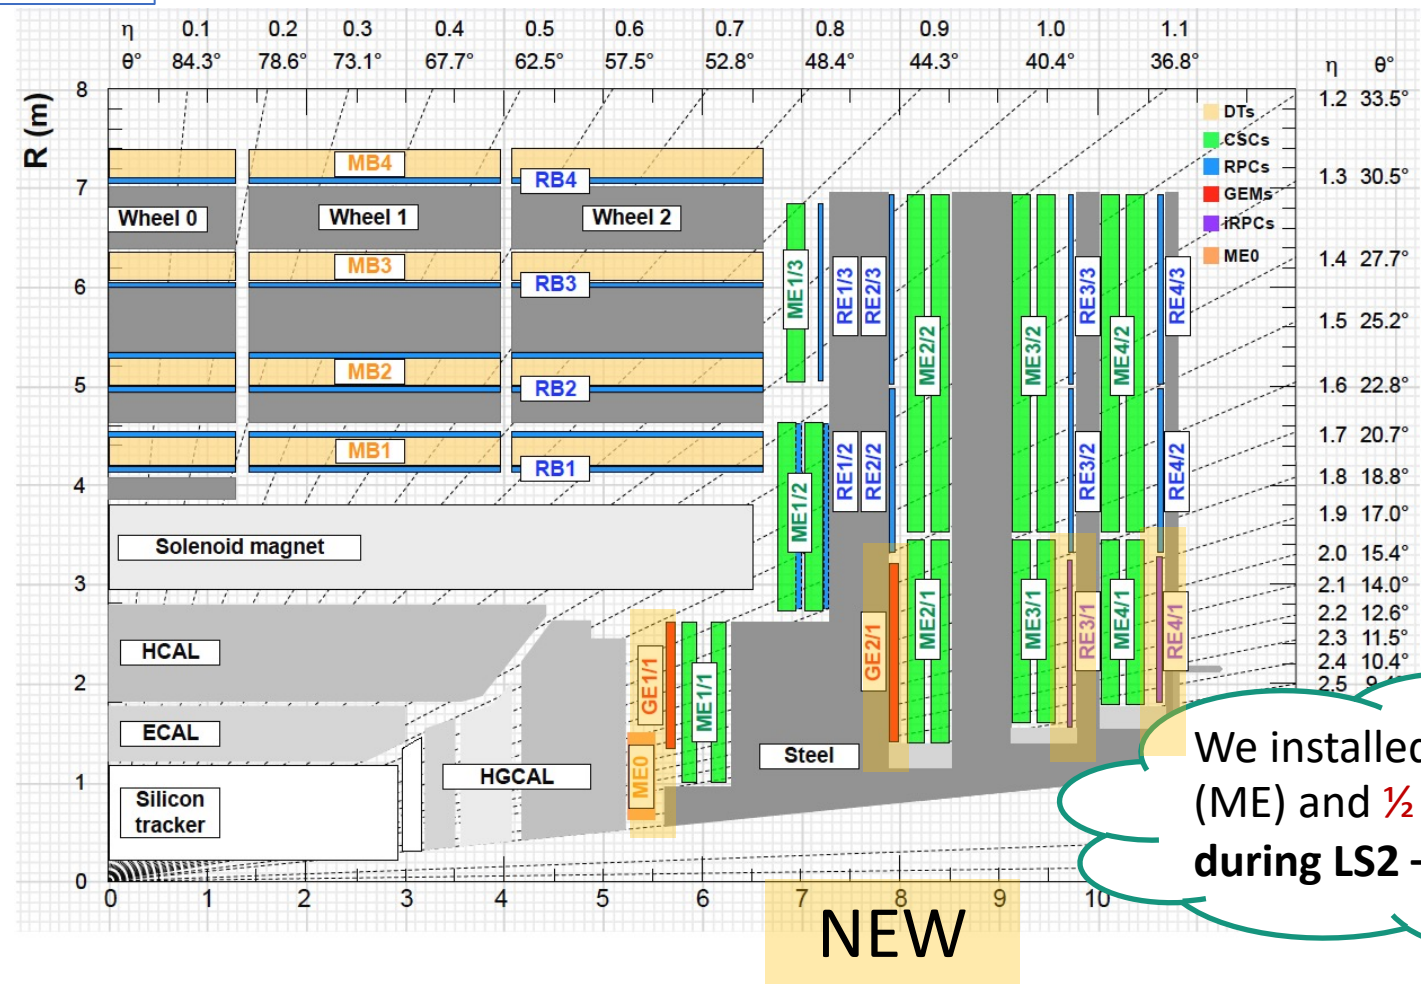 η 0.1 0.2 0.3 0.4 0.5 0.6 0.7 0.8 0.9 1.0 1.1
θ° 84.3° 78.6° 73.1° 67.7° 62.5° 57.5° 52.8° 48.4° 44.3° 40.4° 36.8°
η θ°
R (m)
8
7
6
5
4
3
2
1
0
1.2 33.5°
1.3 30.5°
1.4 27.7°
1.5 25.2°
1.6 22.8°
1.7 20.7°
1.8 18.8°
1.9 17.0°
2.0 15.4°
2.1 14.0°
2.2 12.6°
2.3 11.5°
2.4 10.4°
2.5
DTs
CSCs
RPCs
GEMs
iRPCs
ME0
MB4
RB4
Wheel 0
Wheel 1
Wheel 2
MB3
RB3
MB2
RB2
MB1
RB1
Solenoid magnet
HCAL
ECAL
Silicon
tracker
HGCAL
Steel
ME1/3
RE1/3
RE2/3
ME2/2
ME3/2
RE3/3
ME4/2
RE4/3
ME1/2
RE1/2
RE2/2
RE3/2
RE4/2
GE1/1
ME0
ME1/1
GE2/1
ME2/1
ME3/1
RE3/1
ME4/1
RE4/1
0 1 2 3 4 5 6 7 8 9 10
NEW
We installed
(ME) and ½
during LS2 -